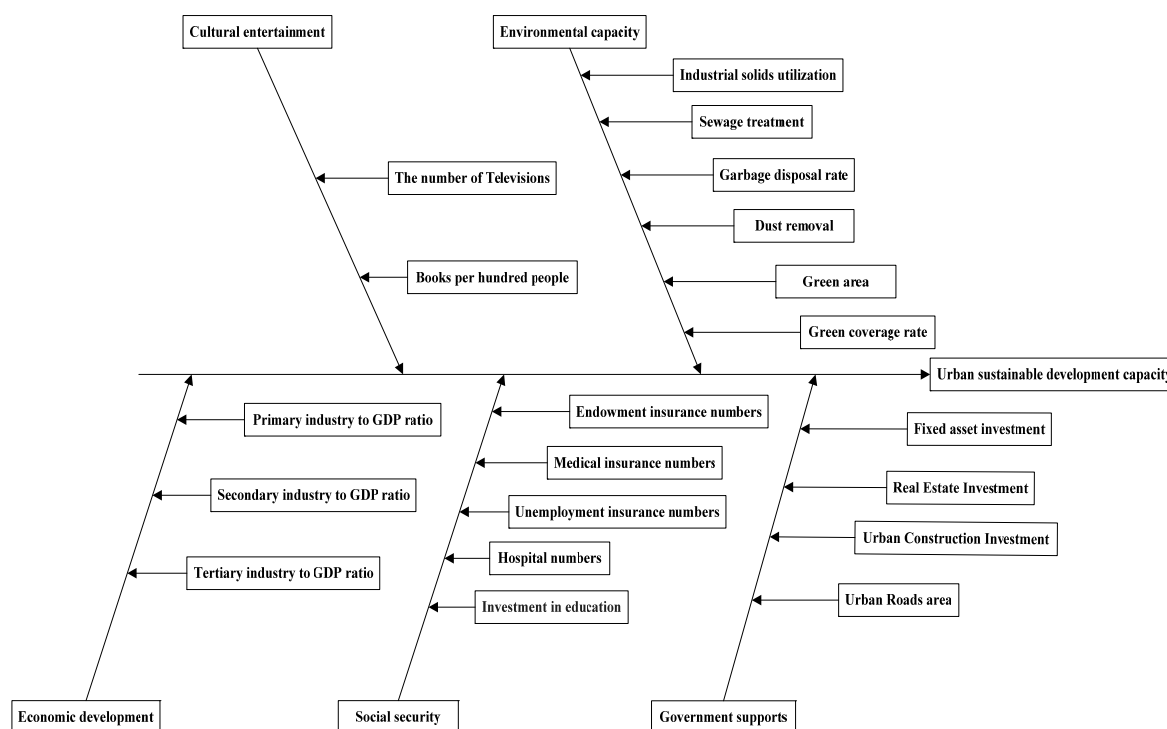 Cultural entertainment
Environmental capacity
Industrial solids utilization
Sewage treatment
The number of Televisions
Garbage disposal rate
Dust removal
Books per hundred people
Green area
Green coverage rate
Urban sustainable development capacity
Primary industry to GDP ratio
Endowment insurance numbers
Fixed asset investment
Medical insurance numbers
Secondary industry to GDP ratio
Real Estate Investment
Unemployment insurance numbers
Urban Construction Investment
Hospital numbers
Tertiary industry to GDP ratio
Investment in education
Urban Roads area
Economic development
Social security
Government supports